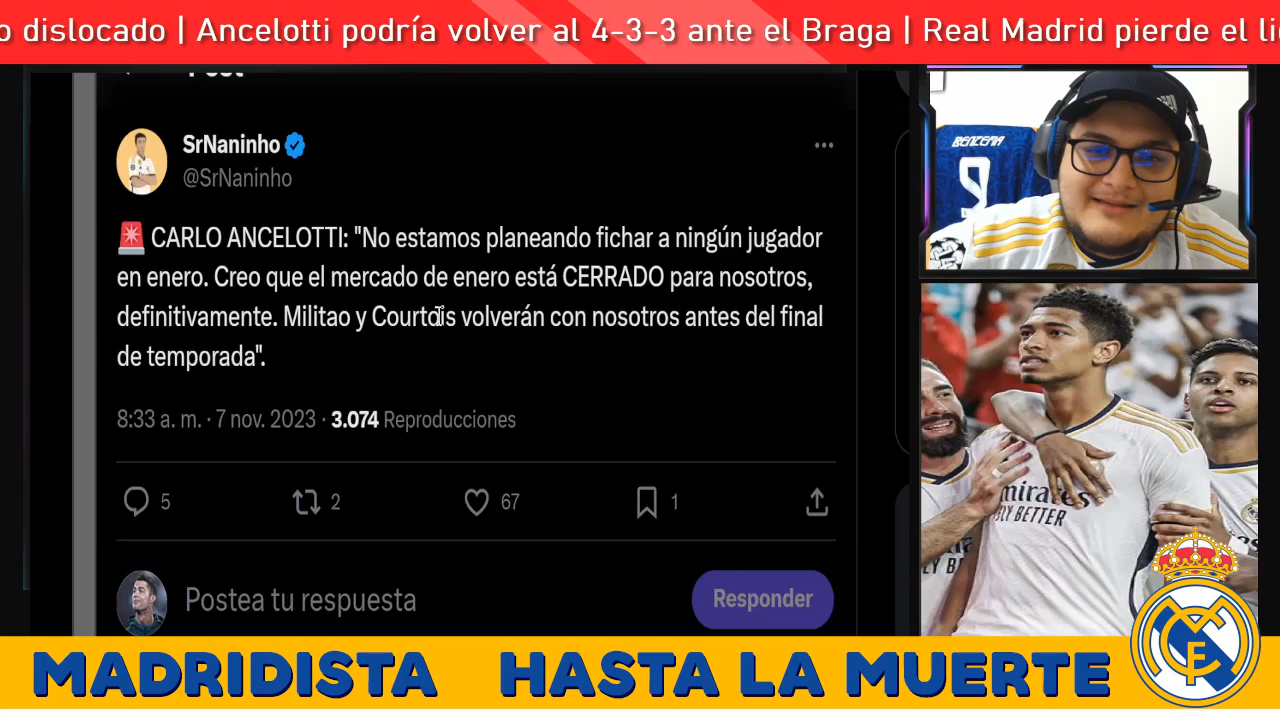 o dislocado | Ancelotti podría volver al 4-3-3 ante el Braga | Real Madrid pierde el li
Post
SrNaninho
@SrNaninho
🚨 CARLO ANCELOTTI: "No estamos planeando fichar a ningún jugador
en enero. Creo que el mercado de enero está CERRADO para nosotros,
definitivamente. Militao y Courtois volverán con nosotros antes del final
de temporada".
8:33 a. m. · 7 nov. 2023 · 3.074 Reproducciones
5
2
67
1
Postea tu respuesta
Responder
BENZEMA
9
mirates
FLY BETTER
MADRIDISTA HASTA LA MUERTE